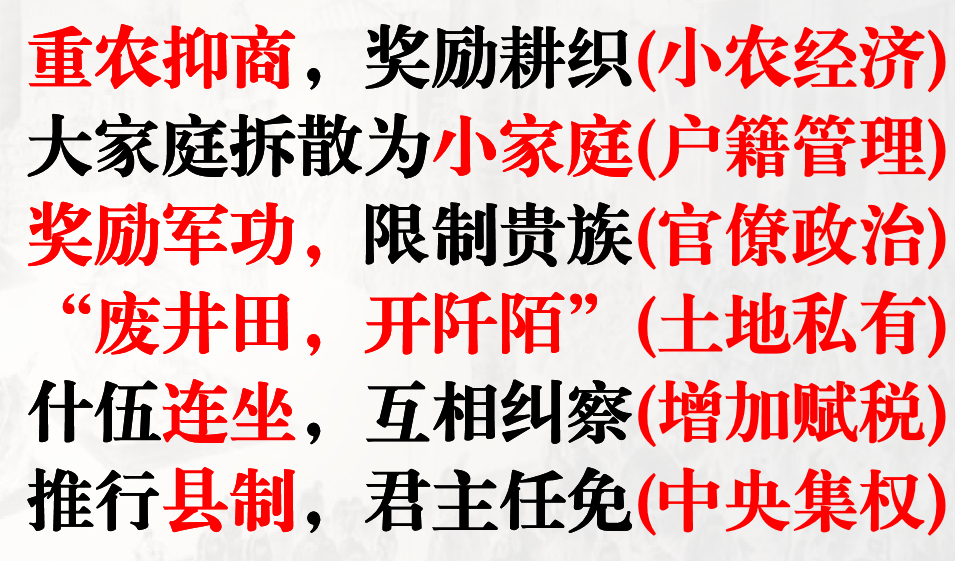 重农抑商，奖励耕织(小农经济)
大家庭拆散为小家庭(户籍管理)
奖励军功，限制贵族(官僚政治)
“废井田，开阡陌”(土地私有)
什伍连坐，互相纠察(增加赋税)
推行县制，君主任免(中央集权)